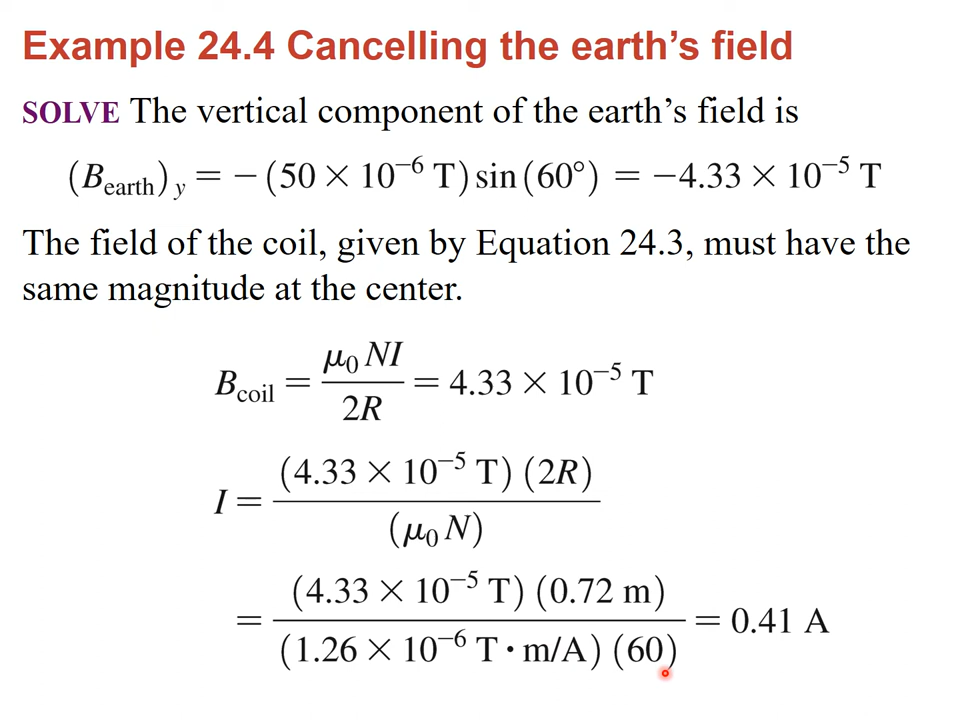 Example 24.4 Cancelling the earth’s field
SOLVE The vertical component of the earth’s field is
(B_earth)_y = −(50 × 10⁻⁶ T) sin(60°) = −4.33 × 10⁻⁵ T
The field of the coil, given by Equation 24.3, must have the
same magnitude at the center.
B_coil = μ₀ NI / 2R = 4.33 × 10⁻⁵ T
I = (4.33 × 10⁻⁵ T) (2R) / (μ₀ N)
= (4.33 × 10⁻⁵ T) (0.72 m) / (1.26 × 10⁻⁶ T · m/A) (60) = 0.41 A